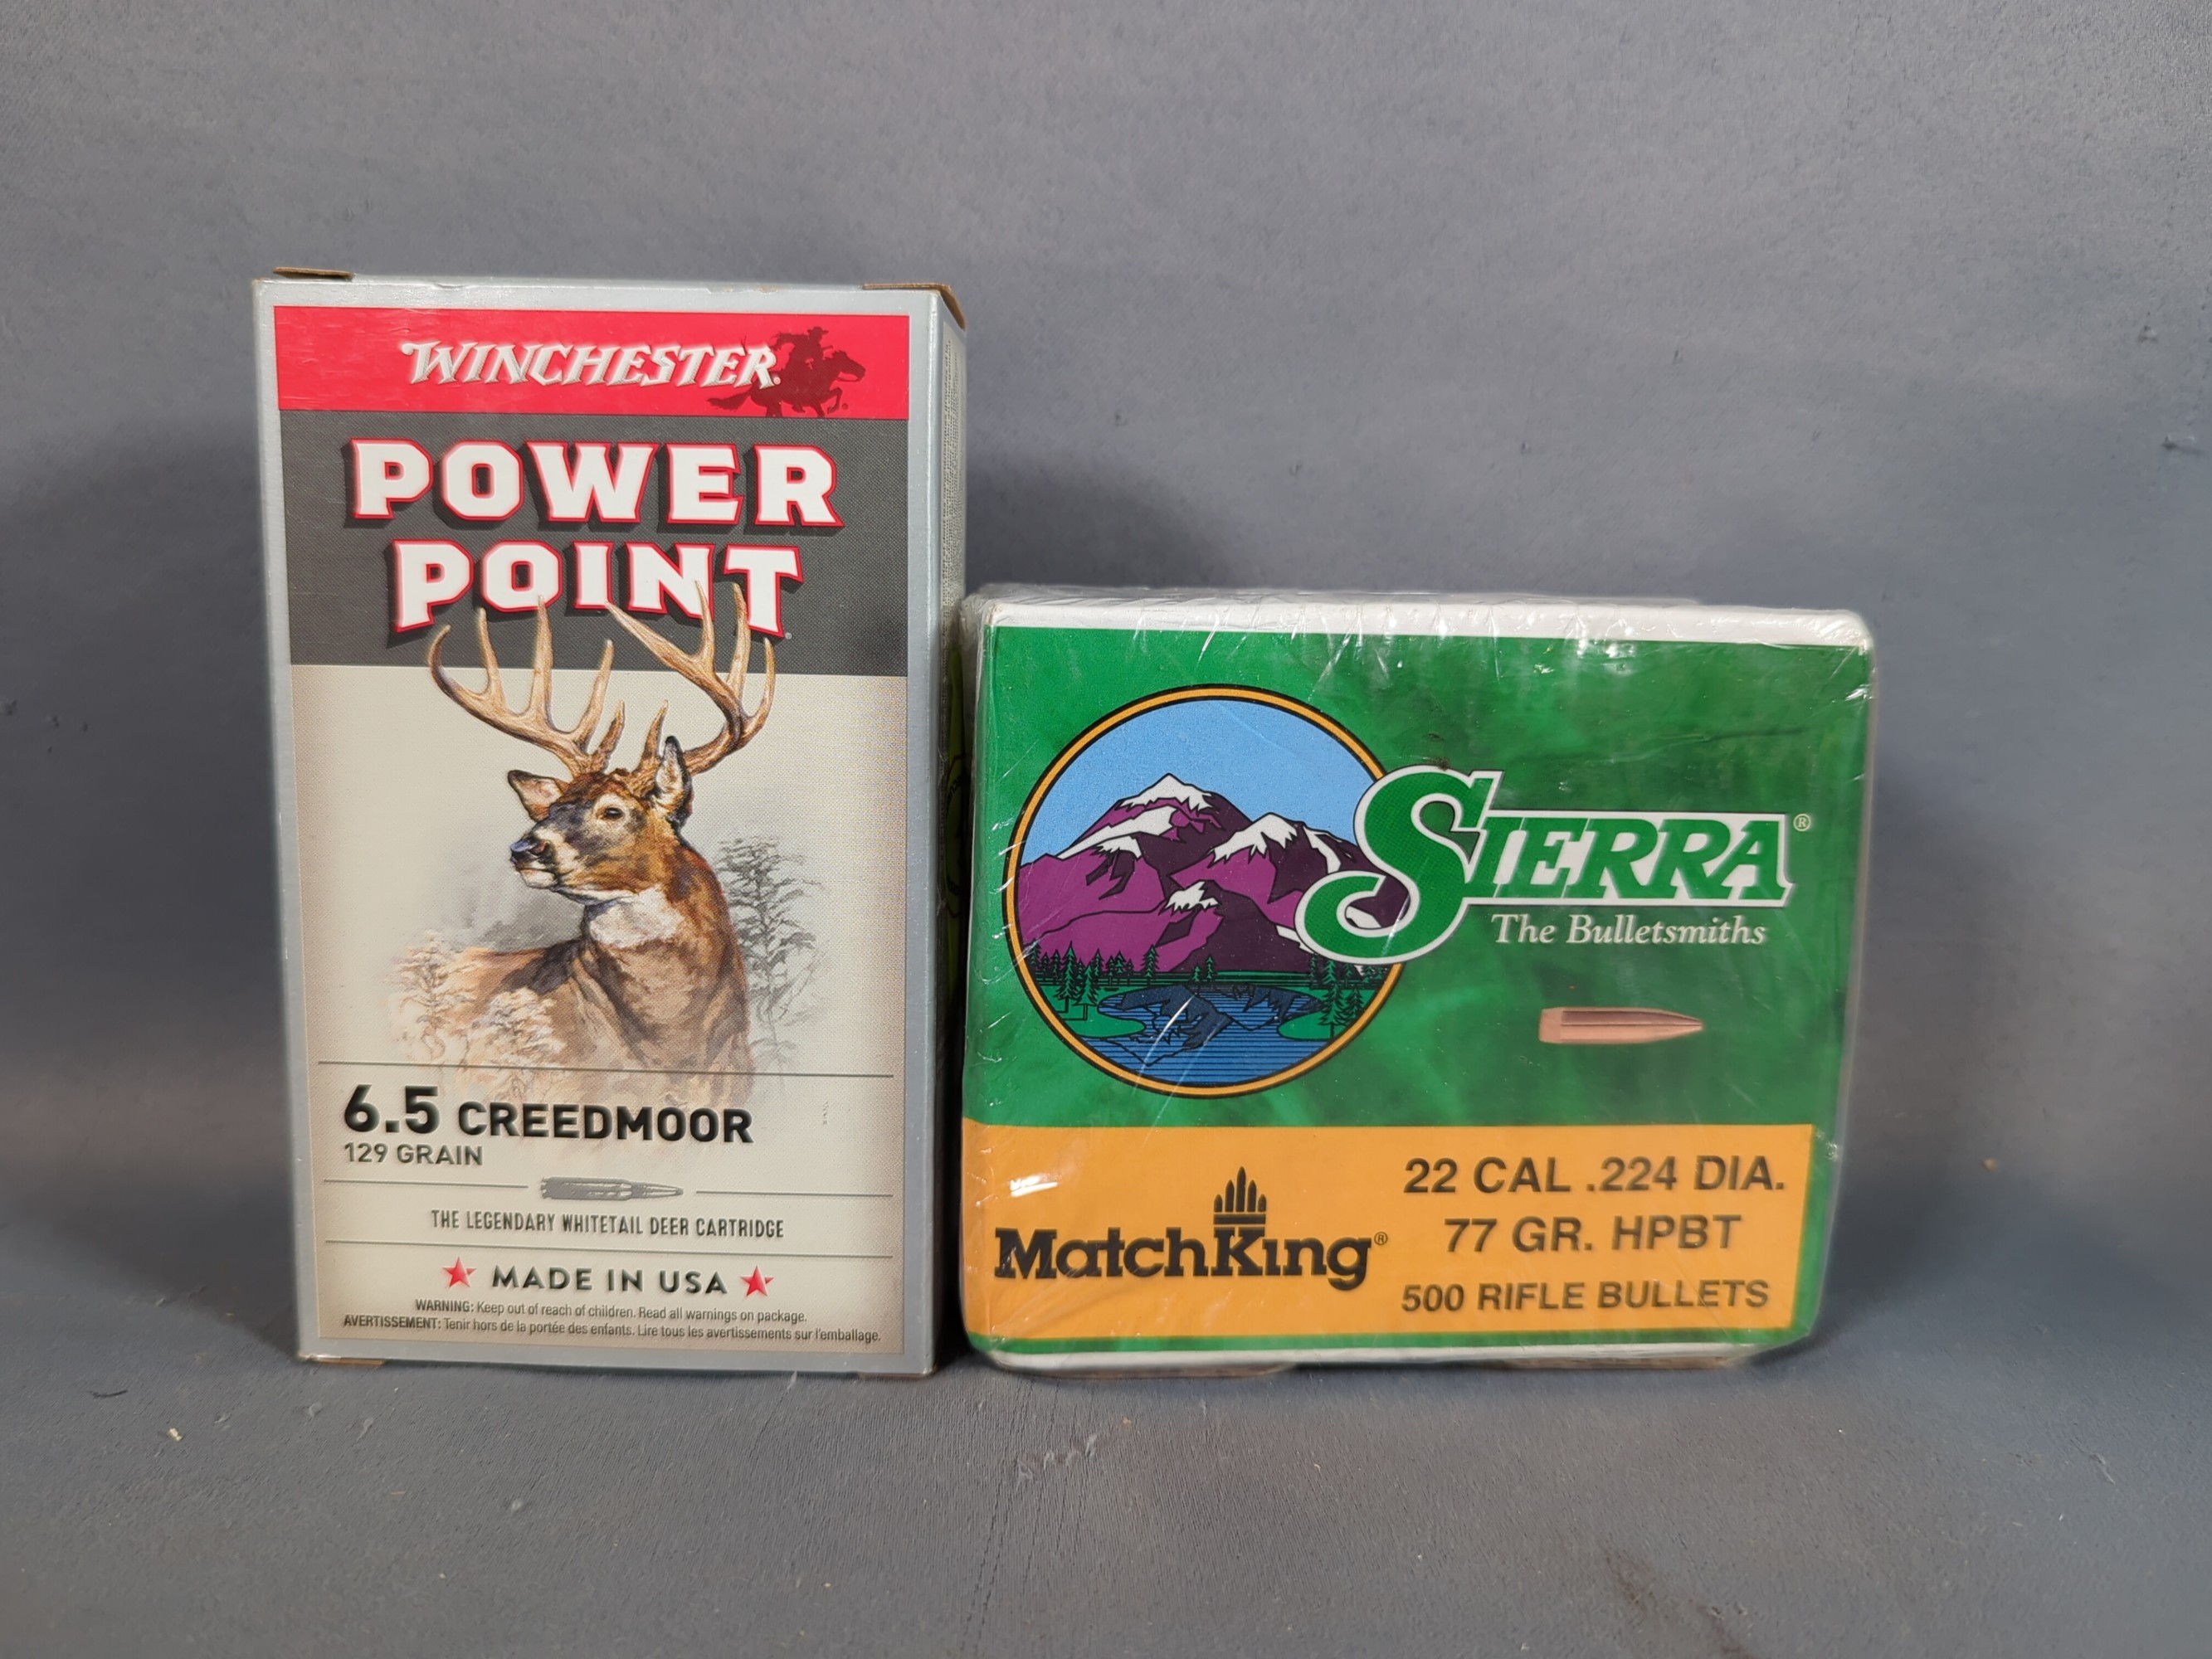 WINCHESTER®
POWER
POINT®
6.5 CREEDMOOR
129 GRAIN
THE LEGENDARY WHITETAIL DEER CARTRIDGE
MADE IN USA
WARNING: Keep out of reach of children. Read all warnings on package.
AVERTISSEMENT: Tenir hors de la portée des enfants. Lire tous les avertissements sur l'emballage.
SIERRA®
The Bulletsmiths
MatchKing®
22 CAL .224 DIA.
77 GR. HPBT
500 RIFLE BULLETS